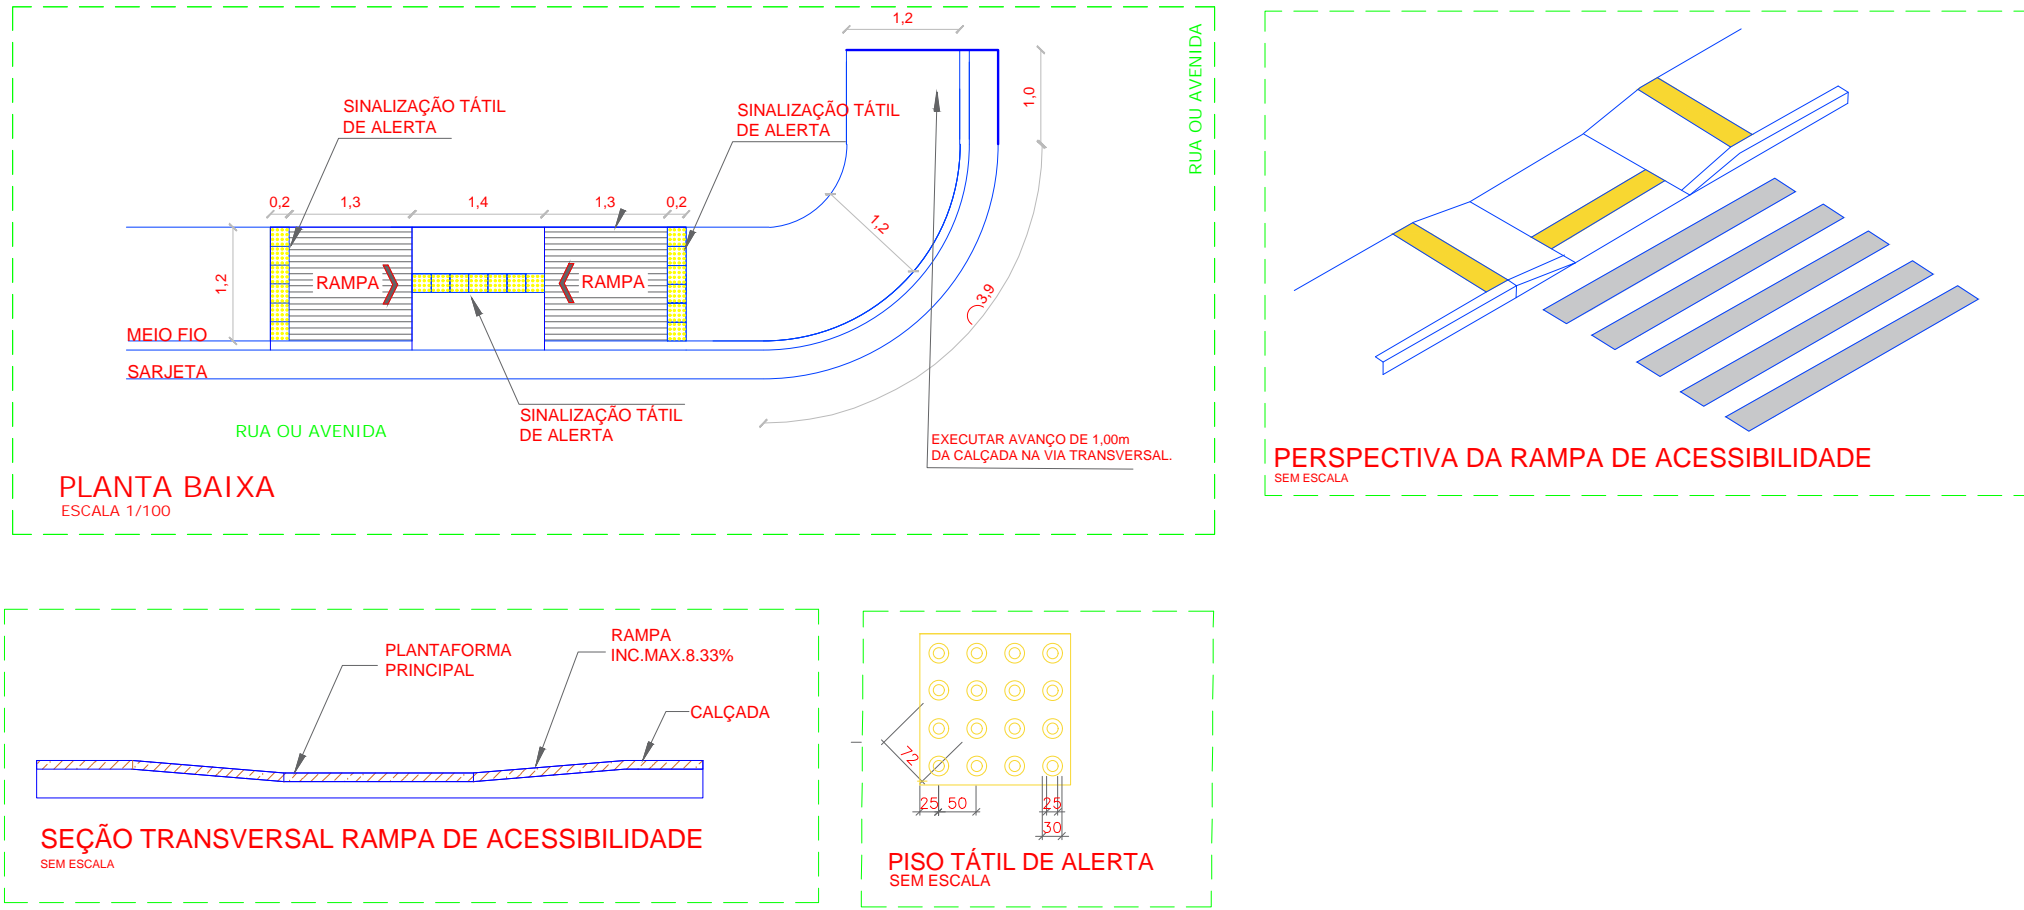 1,2
RUA OU AVENIDA
1,0
SINALIZAÇÃO TÁTIL
DE ALERTA
SINALIZAÇÃO TÁTIL
DE ALERTA
0,2
1,3
1,4
1,3
0,2
1,2
1,2
RAMPA
RAMPA
3,9
MEIO FIO
SARJETA
SINALIZAÇÃO TÁTIL
DE ALERTA
RUA OU AVENIDA
EXECUTAR AVANÇO DE 1,00m
DA CALÇADA NA VIA TRANSVERSAL.
PLANTA BAIXA
ESCALA 1/100
PERSPECTIVA DA RAMPA DE ACESSIBILIDADE
SEM ESCALA
PLANTAFORMA
PRINCIPAL
RAMPA
INC.MAX.8.33%
CALÇADA
SEÇÃO TRANSVERSAL RAMPA DE ACESSIBILIDADE
SEM ESCALA
72
25
50
25
30
PISO TÁTIL DE ALERTA
SEM ESCALA